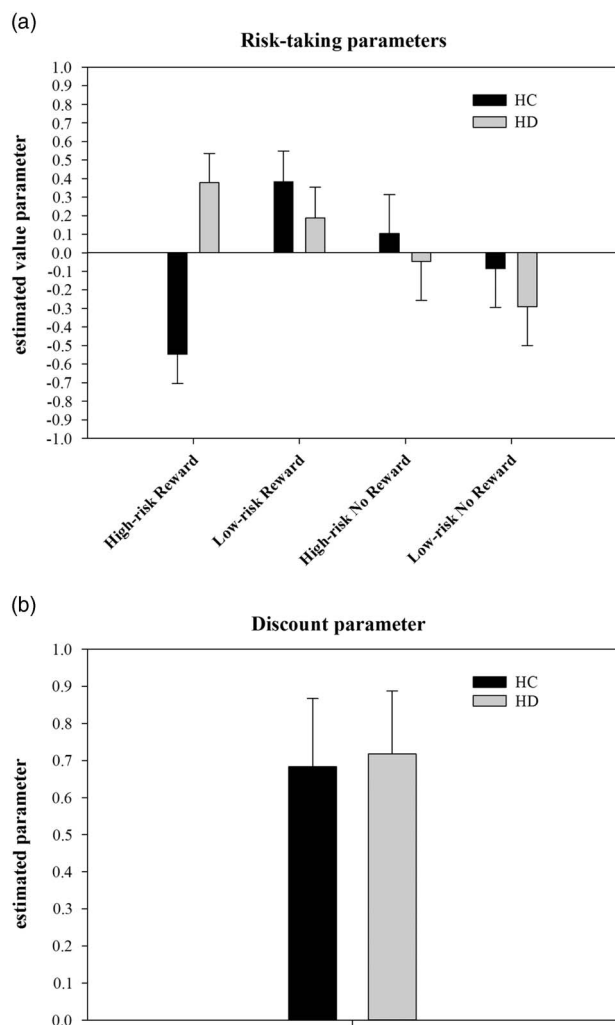 (a)
Risk-taking parameters
estimated value parameter
1.0
0.9
0.8
0.7
0.6
0.5
0.4
0.3
0.2
0.1
0.0
-0.1
-0.2
-0.3
-0.4
-0.5
-0.6
-0.7
-0.8
-0.9
-1.0
HC
HD
High-risk Reward
Low-risk Reward
High-risk No Reward
Low-risk No Reward
(b)
Discount parameter
estimated parameter
1.0
0.9
0.8
0.7
0.6
0.5
0.4
0.3
0.2
0.1
0.0
HC
HD